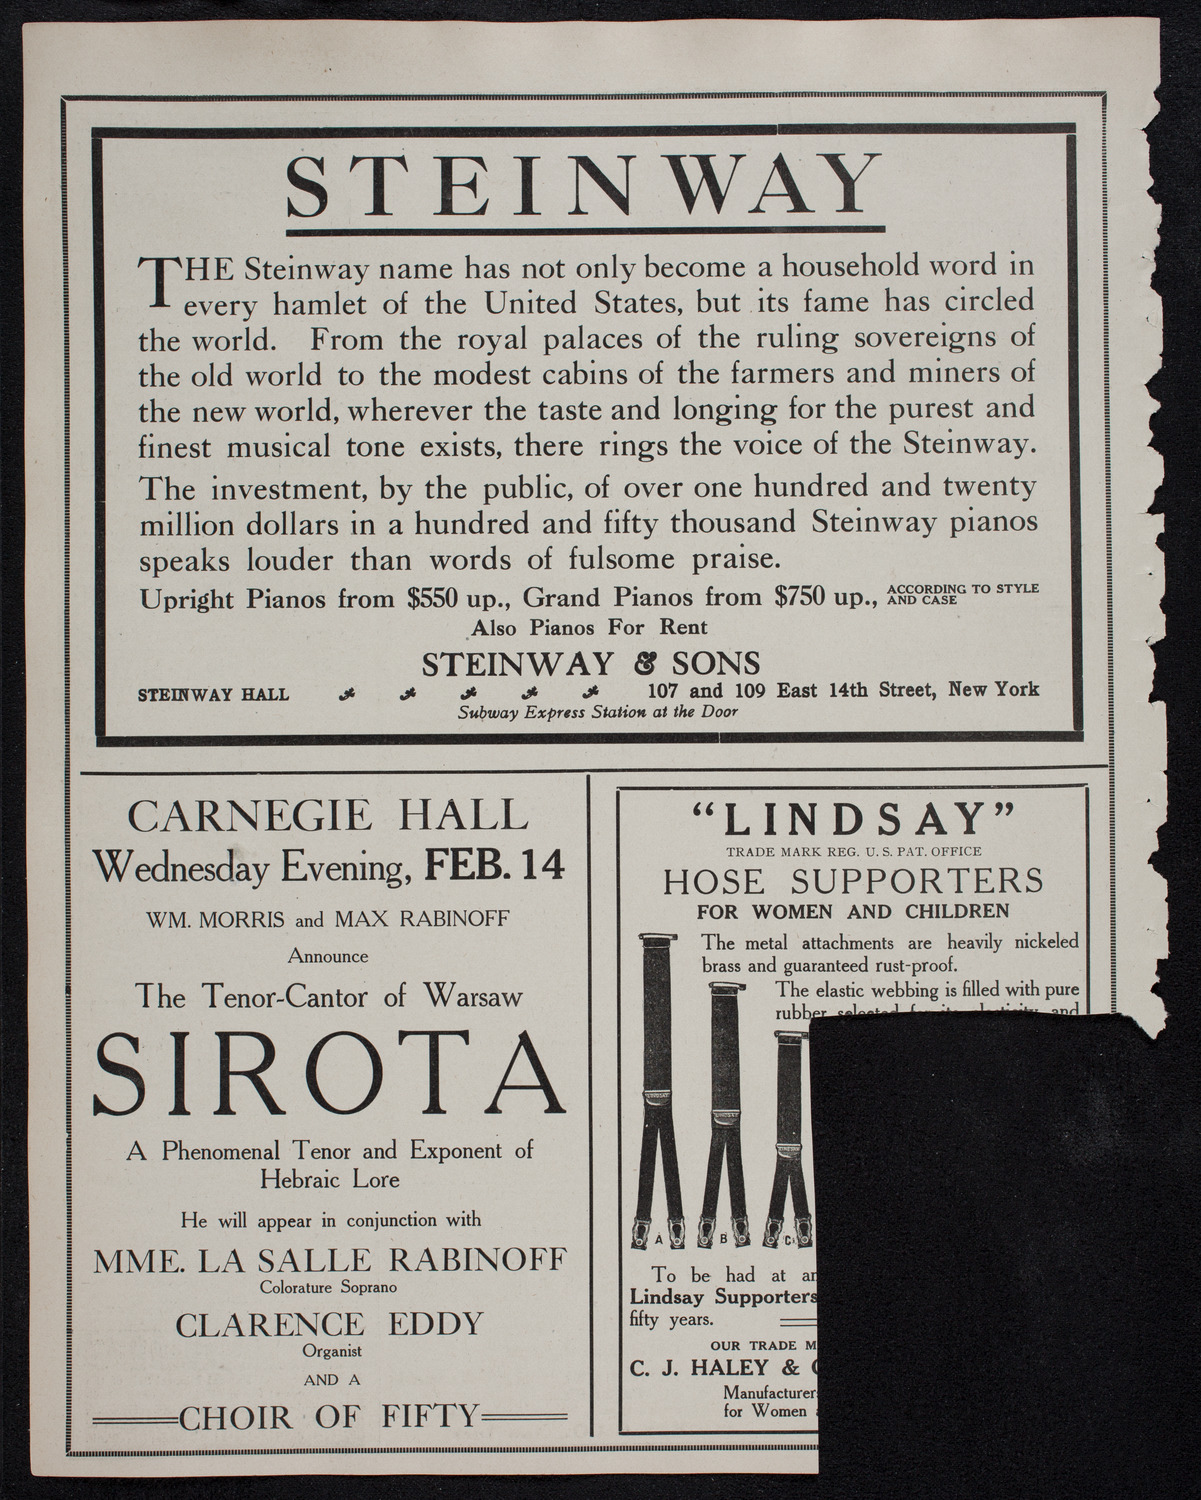 STEINWAY
THE Steinway name has not only become a household word in
every hamlet of the United States, but its fame has circled
the world. From the royal palaces of the ruling sovereigns of
the old world to the modest cabins of the farmers and miners of
the new world, wherever the taste and longing for the purest and
finest musical tone exists, there rings the voice of the Steinway.
The investment, by the public, of over one hundred and twenty
million dollars in a hundred and fifty thousand Steinway pianos
speaks louder than words of fulsome praise.
Upright Pianos from $550 up., Grand Pianos from $750 up., ACCORDING TO STYLE
AND CASE
Also Pianos For Rent
STEINWAY & SONS
STEINWAY HALL 107 and 109 East 14th Street, New York
Subway Express Station at the Door
CARNEGIE HALL
Wednesday Evening, FEB. 14
WM. MORRIS and MAX RABINOFF
Announce
The Tenor-Cantor of Warsaw
SIROTA
A Phenomenal Tenor and Exponent of
Hebraic Lore
He will appear in conjunction with
MME. LA SALLE RABINOFF
Colorature Soprano
CLARENCE EDDY
Organist
AND A
CHOIR OF FIFTY
"LINDSAY"
TRADE MARK REG. U. S. PAT. OFFICE
HOSE SUPPORTERS
FOR WOMEN AND CHILDREN
The metal attachments are heavily nickeled
brass and guaranteed rust-proof.
The elastic webbing is filled with pure
rubber selected for its elasticity and
A B C
To be had at
Lindsay Supporters
fifty years.
OUR TRADE M
C. J. HALEY &
Manufacturer
for Women